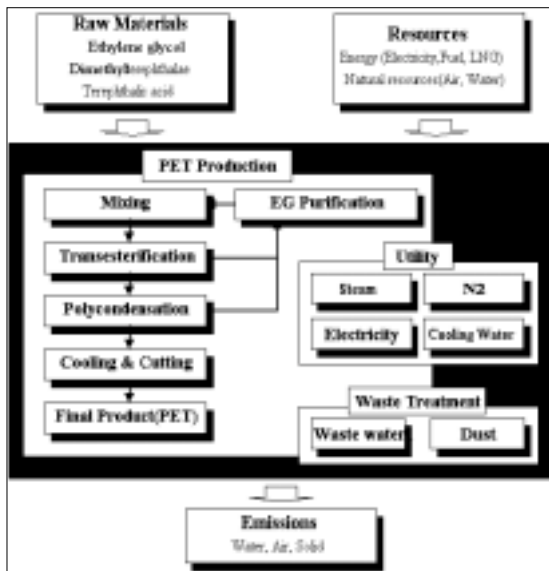 Raw Materials
Ethylene glycol
Dimethylterephthalae
Terephthalic acid
Resources
Energy (Electricity, Fuel, LNG)
Natural resources(Air, Water)
PET Production
Mixing
EG Purification
Transesterification
Polycondensation
Cooling & Cutting
Final Product(PET)
Utility
Steam
N2
Electricity
Cooling Water
Waste Treatment
Waste water
Dust
Emissions
Water, Air, Solid